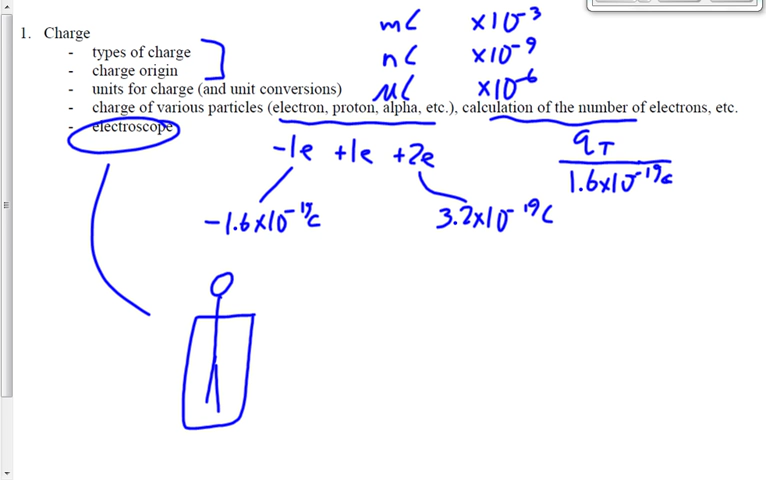 mC ×10⁻³
1. Charge
- types of charge
nC ×10⁻⁹
- charge origin
- units for charge (and unit conversions) μC ×10⁻⁶
- charge of various particles (electron, proton, alpha, etc.), calculation of the number of electrons, etc.
- electroscope
-1e +1e +2e
qT
1.6×10⁻¹⁹C
-1.6×10⁻¹⁹C 3.2×10⁻¹⁹C